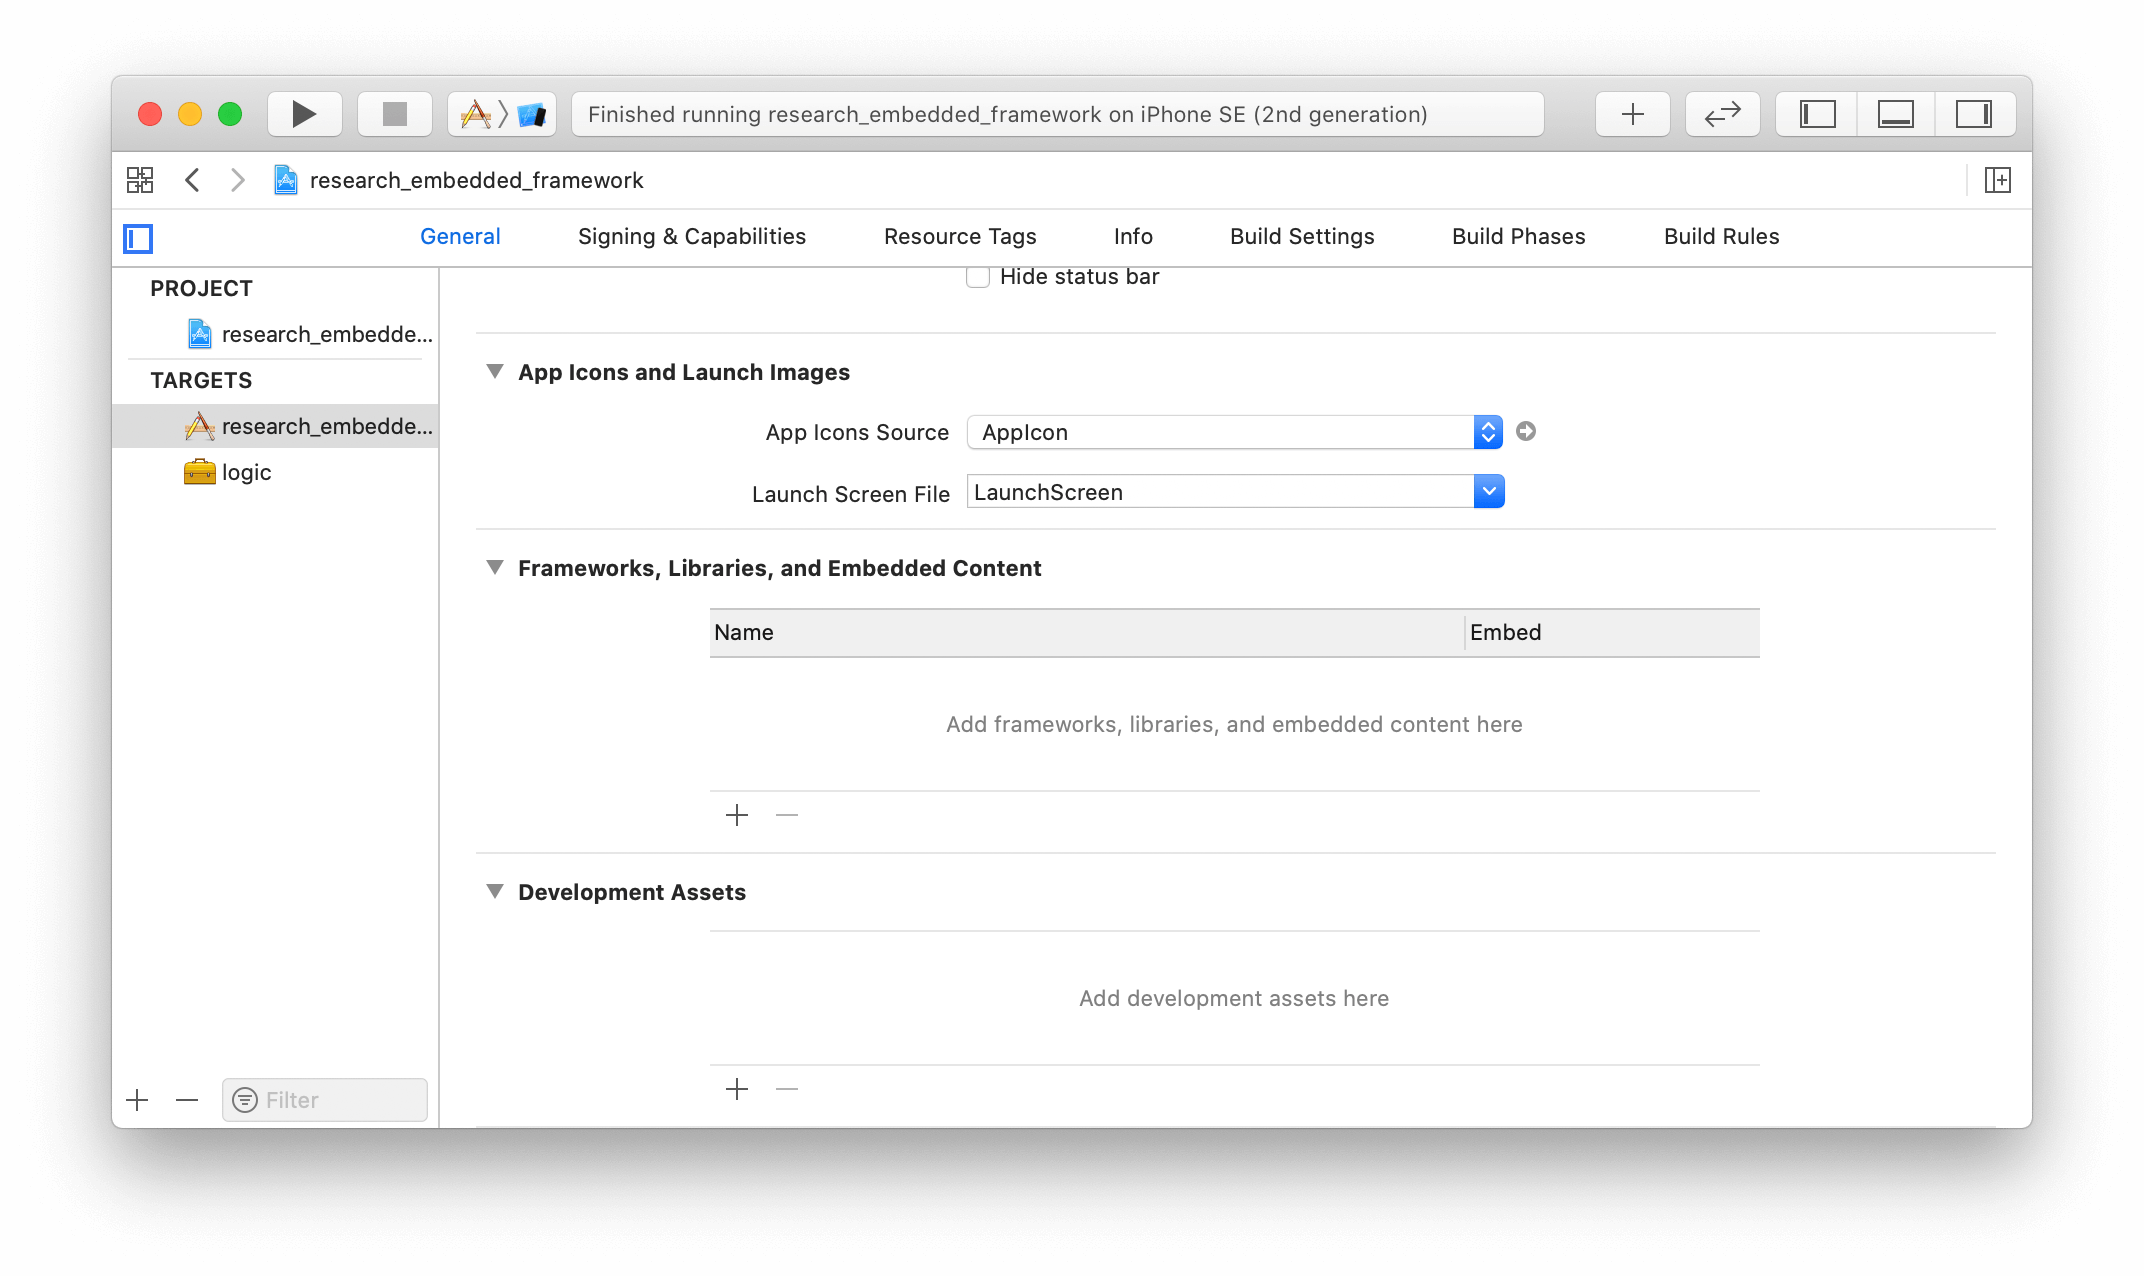 Finished running research_embedded_framework on iPhone SE (2nd generation)
research_embedded_framework
General Signing & Capabilities Resource Tags Info Build Settings Build Phases Build Rules
PROJECT
research_embedde...
TARGETS
research_embedde...
logic
Filter
Hide status bar
App Icons and Launch Images
App Icons Source AppIcon
Launch Screen File LaunchScreen
Frameworks, Libraries, and Embedded Content
Name Embed
Add frameworks, libraries, and embedded content here
Development Assets
Add development assets here